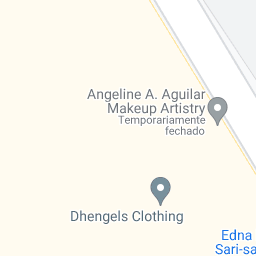 Angeline A. Aguilar
Makeup Artistry
Temporariamente
fechado
Dhengels Clothing
Edna
Sari-sa